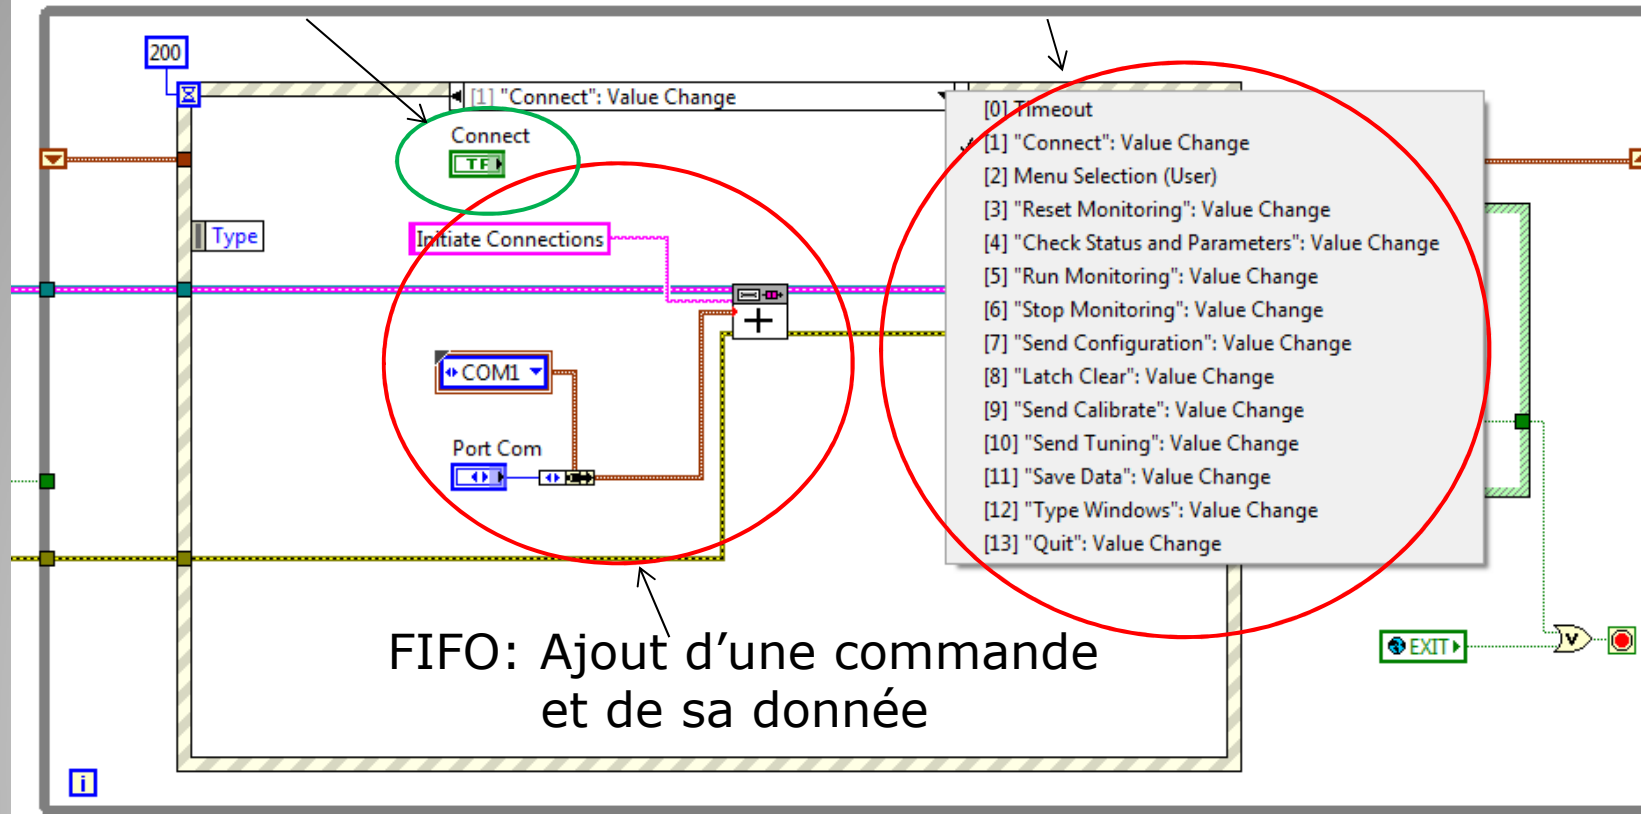 200
[1] "Connect": Value Change
[0] Timeout
Connect
[1] "Connect": Value Change
TF
[2] Menu Selection (User)
[3] "Reset Monitoring": Value Change
Type
Initiate Connections
[4] "Check Status and Parameters": Value Change
[5] "Run Monitoring": Value Change
[6] "Stop Monitoring": Value Change
[7] "Send Configuration": Value Change
COM1
[8] "Latch Clear": Value Change
[9] "Send Calibrate": Value Change
Port Com
[10] "Send Tuning": Value Change
[11] "Save Data": Value Change
[12] "Type Windows": Value Change
[13] "Quit": Value Change
FIFO: Ajout d’une commande
et de sa donnée
EXIT
V
i